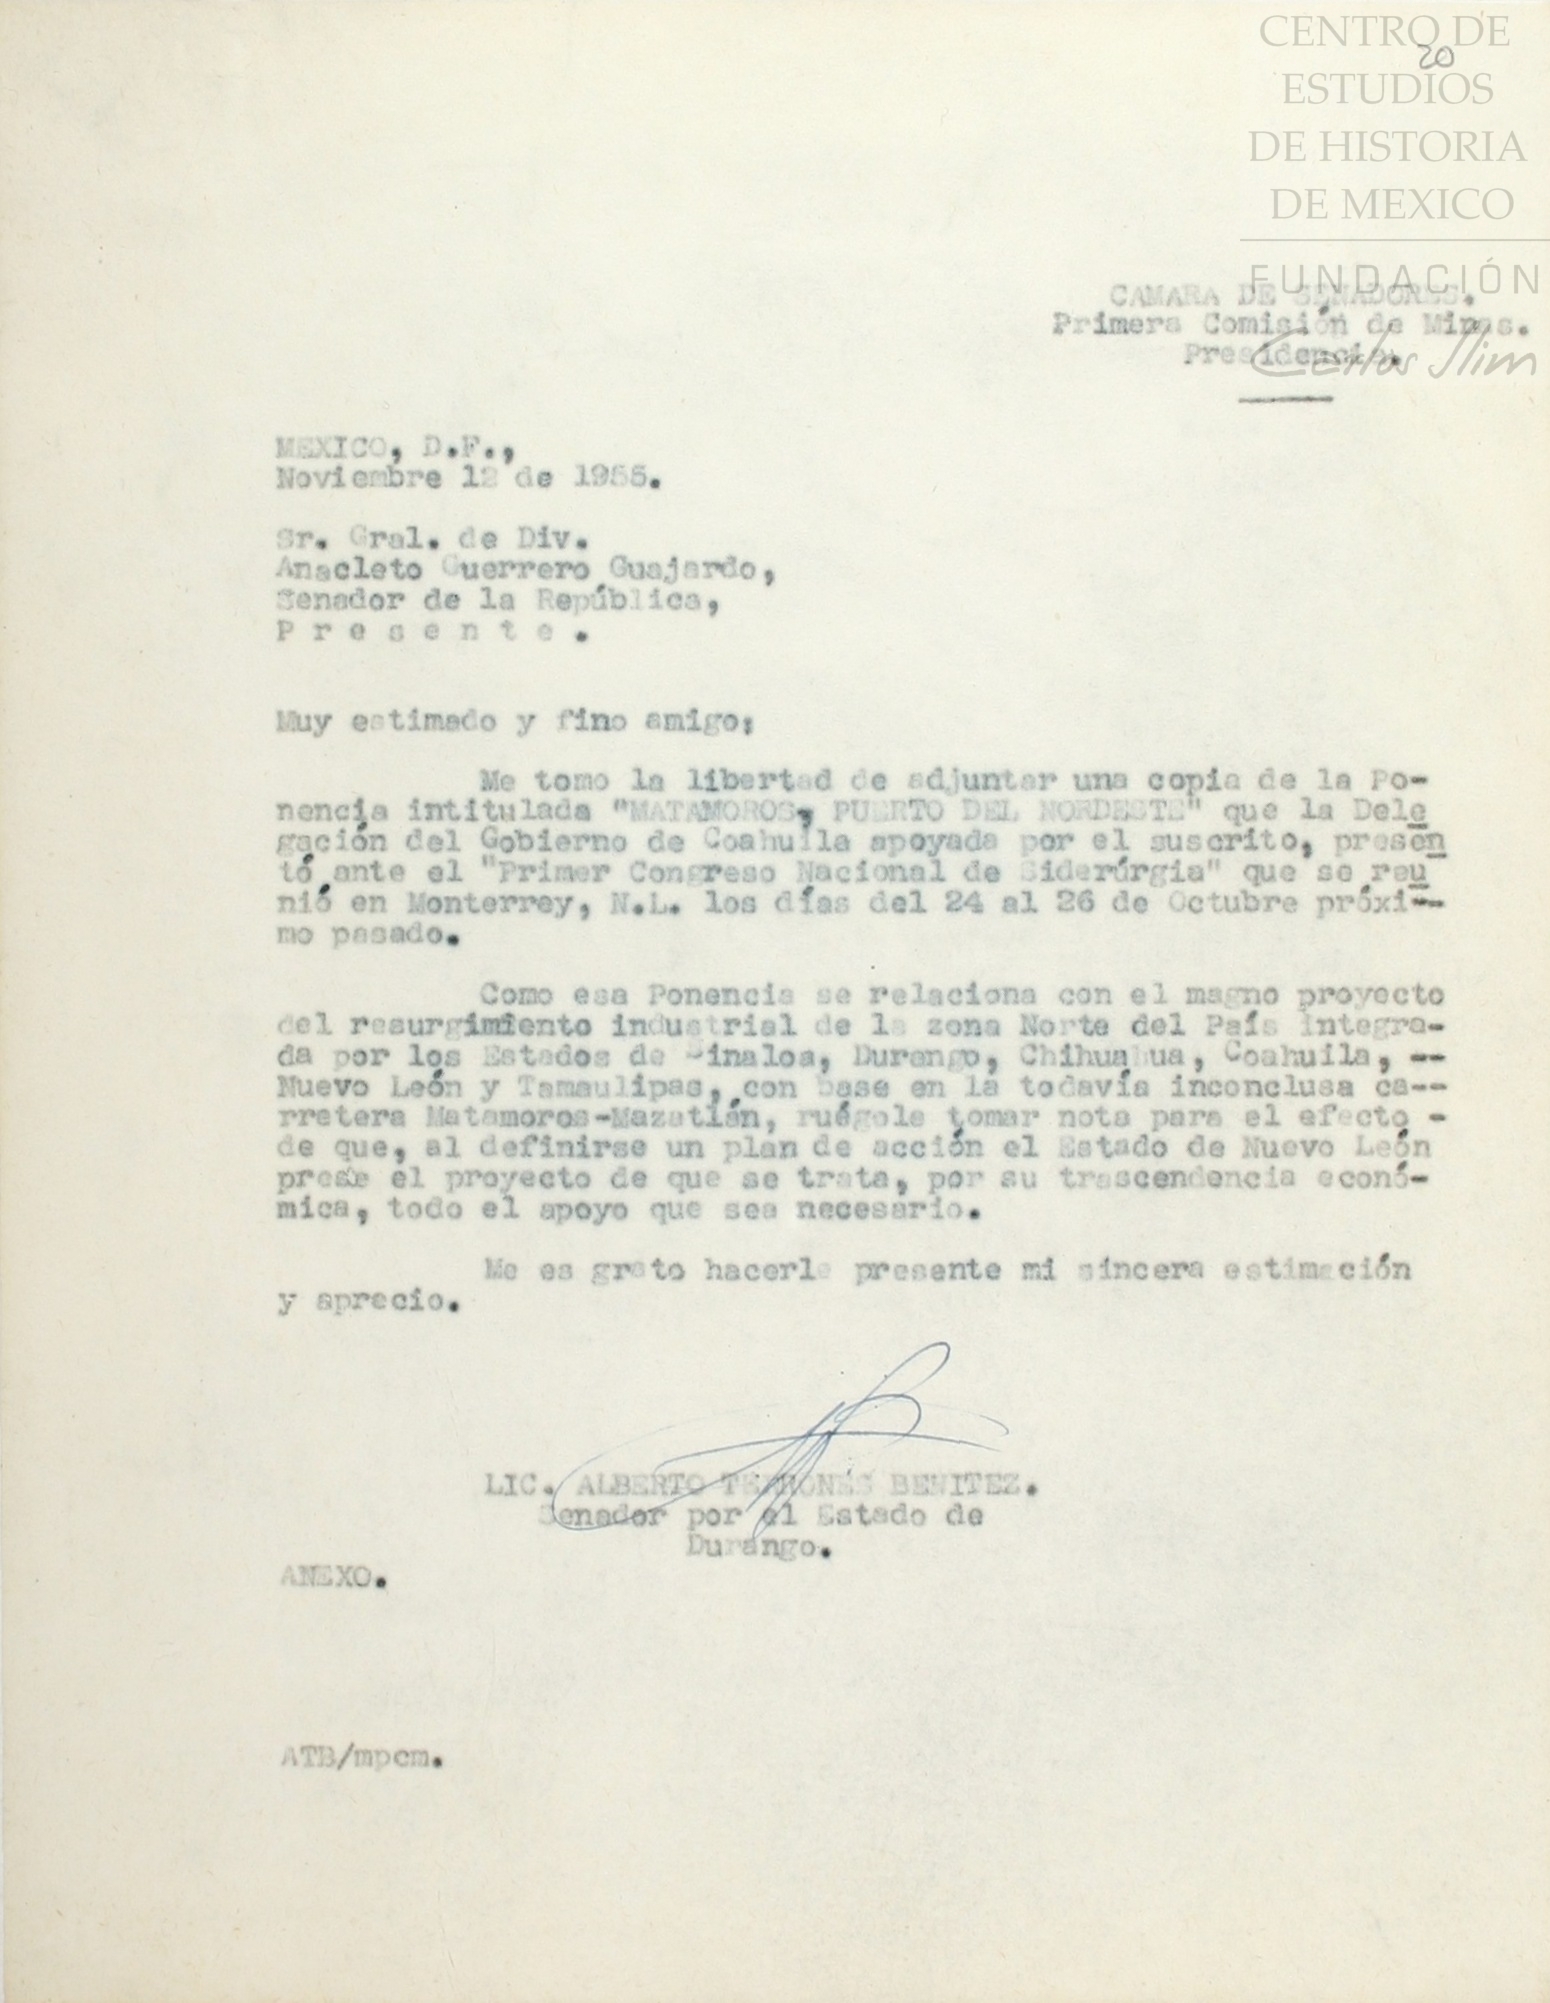 CENTRO DE
20
ESTUDIOS
DE HISTORIA
DE MEXICO
FUNDACIÓN
Carlos Slim
CAMARA DE SENADORES.
Primera Comisión de Minas.
Presidencia.
MEXICO, D.F.,
Noviembre 12 de 1955.
Sr. Gral. de Div.
Anacleto Guerrero Guajardo,
Senador de la República,
P r e s e n t e .
Muy estimado y fino amigo:
Me tomo la libertad de adjuntar una copia de la Po-
nencia intitulada "MATAMOROS, PUERTO DEL NORDESTE" que la Dele
gación del Gobierno de Coahuila apoyada por el suscrito, presen
tó ante el "Primer Congreso Nacional de Siderúrgia" que se reu
nió en Monterrey, N.L. los días del 24 al 26 de Octubre próxi--
mo pasado.
Como esa Ponencia se relaciona con el magno proyecto
del resurgimiento industrial de la zona Norte del País integra-
da por los Estados de Sinaloa, Durango, Chihuahua, Coahuila, --
Nuevo León y Tamaulipas, con base en la todavía inconclusa ca--
rretera Matamoros-Mazatlán, ruégole tomar nota para el efecto -
de que, al definirse un plan de acción el Estado de Nuevo León
prese el proyecto de que se trata, por su trascendencia econó-
mica, todo el apoyo que sea necesario.
Me es grato hacerle presente mi sincera estimación
y aprecio.
LIC. ALBERTO TERRONES BENITEZ.
Senador por el Estado de
Durango.
ANEXO.
ATB/mpcm.